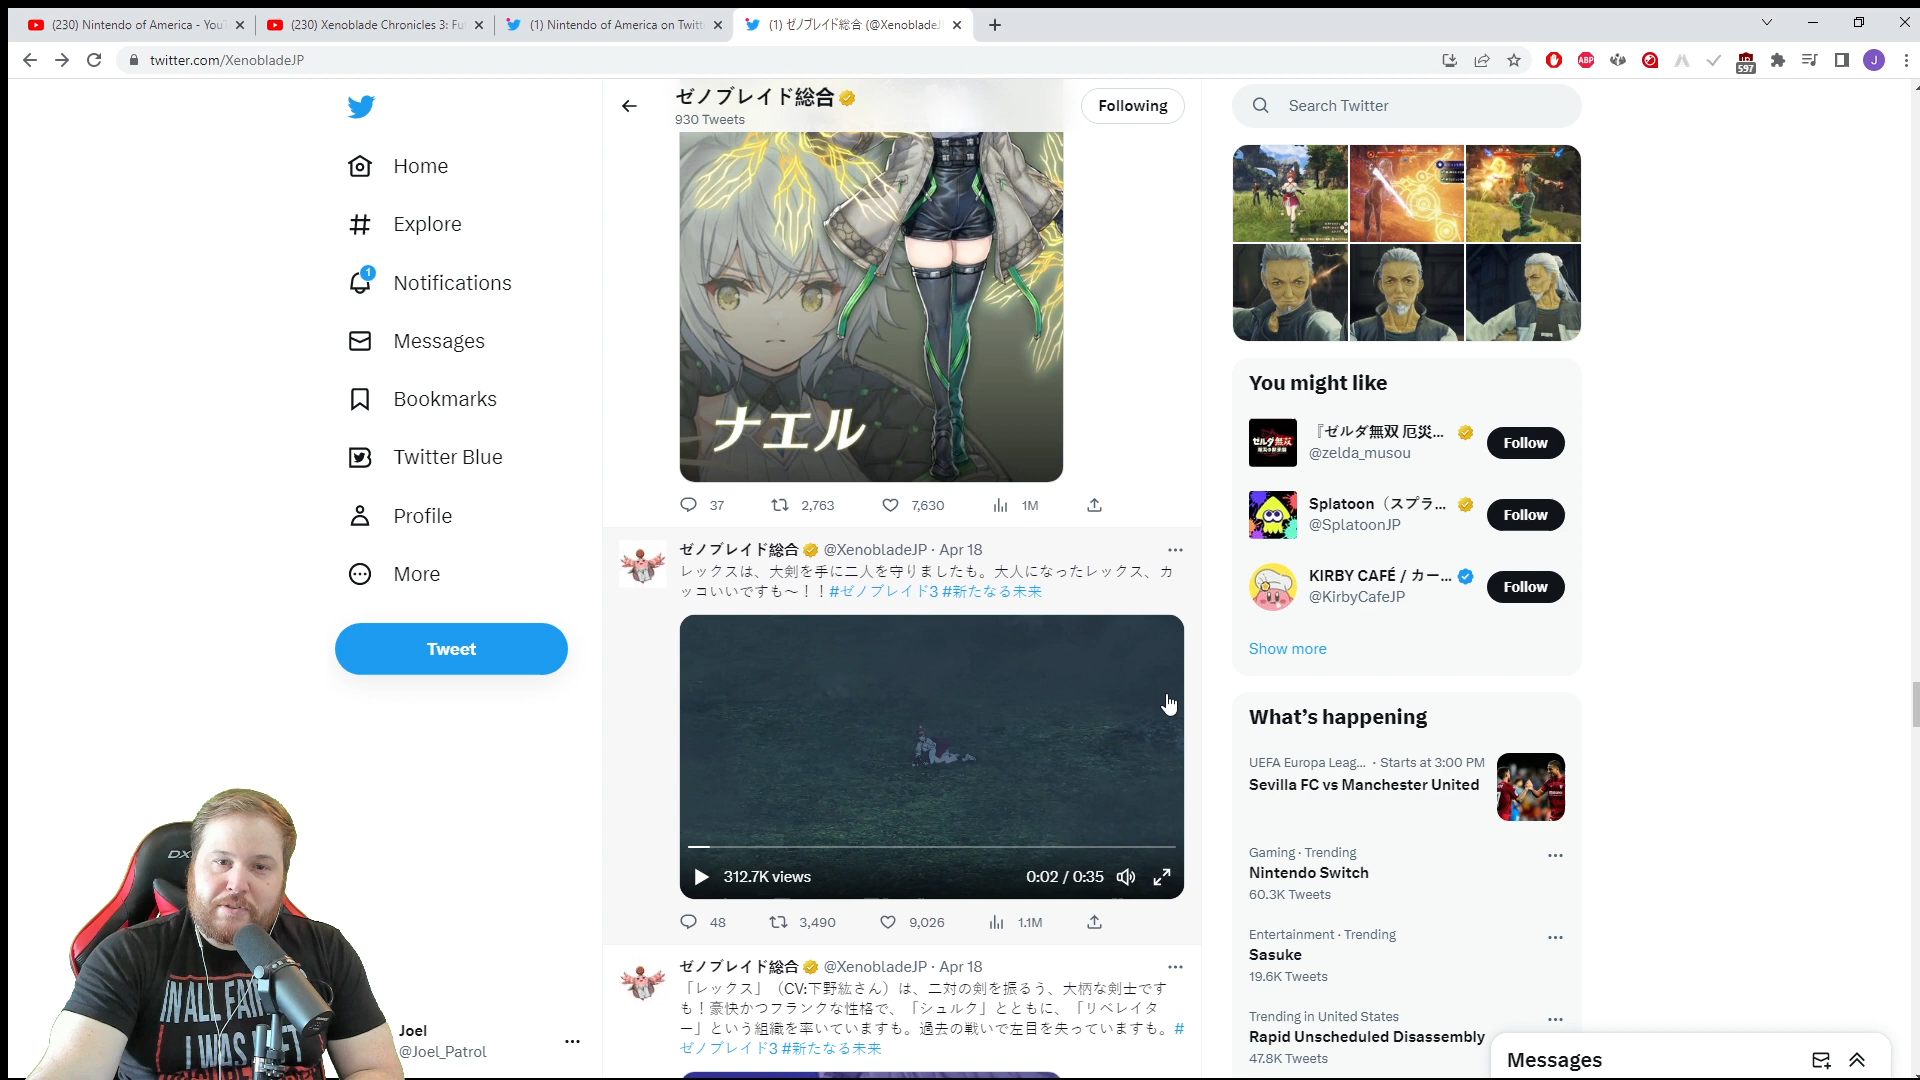 (230) Nintendo of America - You
(230) Xenoblade Chronicles 3: Fu
(1) Nintendo of America on Twitt
(1) ゼノブレイド総合 (@Xenoblade
twitter.com/XenobladeJP
597
J
ゼノブレイド総合
930 Tweets
Following
Search Twitter
Home
Explore
1
Notifications
Messages
Bookmarks
Twitter Blue
Profile
More
Tweet
Joel
@Joel_Patrol
ナエル
37
2,763
7,630
1M
ゼノブレイド総合 @XenobladeJP · Apr 18
レックスは、大剣を手に二人を守りましたも。大人になったレックス、カ
ッコいいですも~！！#ゼノブレイド3 #新たなる未来
312.7K views
0:02 / 0:35
48
3,490
9,026
1.1M
ゼノブレイド総合 @XenobladeJP · Apr 18
「レックス」（CV:下野紘さん）は、二対の剣を振るう、大柄な剣士です
も！豪快かつフランクな性格で、「シュルク」とともに、「リベレイタ
ー」という組織を率いていますも。過去の戦いで左目を失っていますも。#
ゼノブレイド3 #新たなる未来
You might like
『ゼルダ無双 厄災...
@zelda_musou
Follow
Splatoon（スプラ...
@SplatoonJP
Follow
KIRBY CAFÉ / カー...
@KirbyCafeJP
Follow
Show more
What's happening
UEFA Europa Leag... · Starts at 3:00 PM
Sevilla FC vs Manchester United
Gaming · Trending
Nintendo Switch
60.3K Tweets
Entertainment · Trending
Sasuke
19.6K Tweets
Trending in United States
Rapid Unscheduled Disassembly
47.8K Tweets
Messages
ABP
DX
IN ALL FAI
I WAS